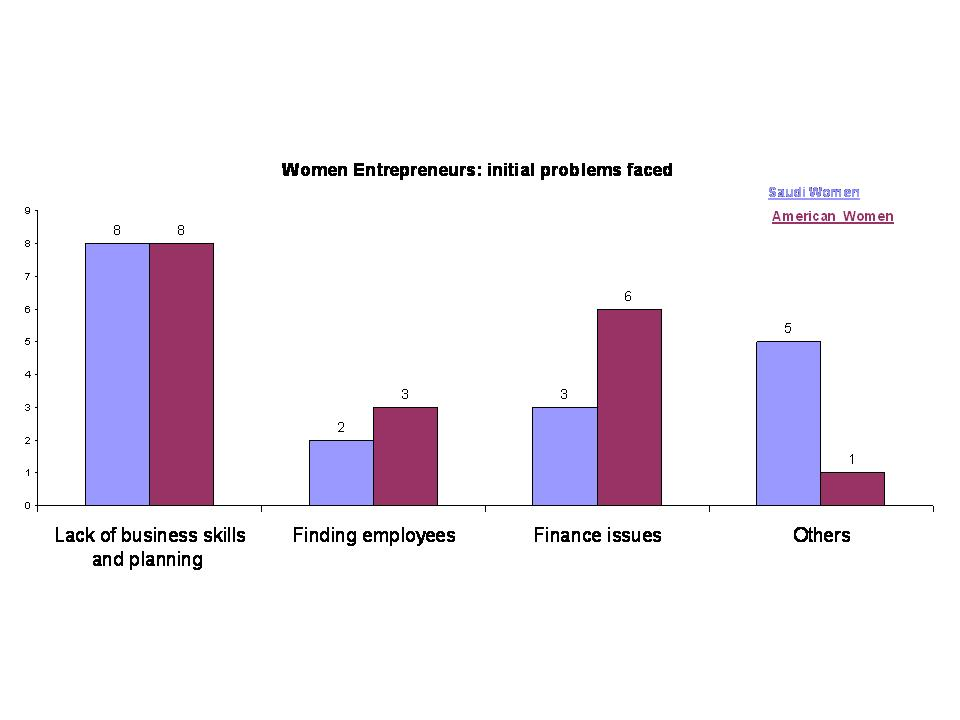 Women Entrepreneurs: initial problems faced
Saudi Women
American Women
9
8
7
6
5
4
3
2
1
0
8
8
2
3
3
6
5
1
Lack of business skills
and planning
Finding employees
Finance issues
Others